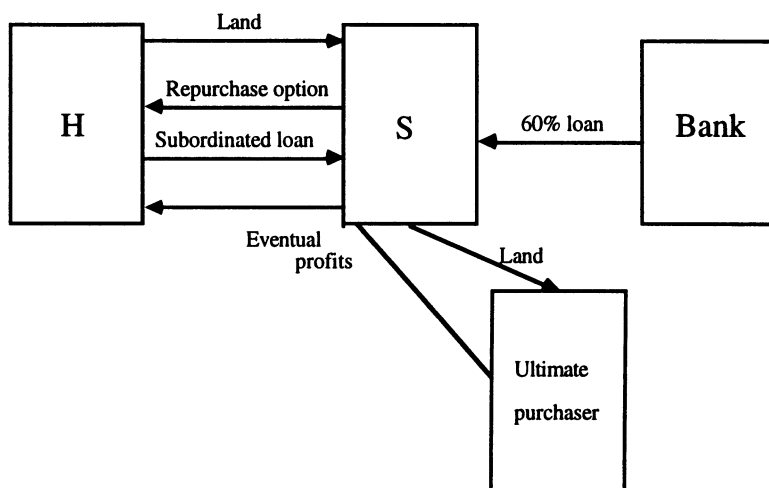 Land
Repurchase option
H
Subordinated loan
S
60% loan
Bank
Eventual
profits
Land
Ultimate
purchaser